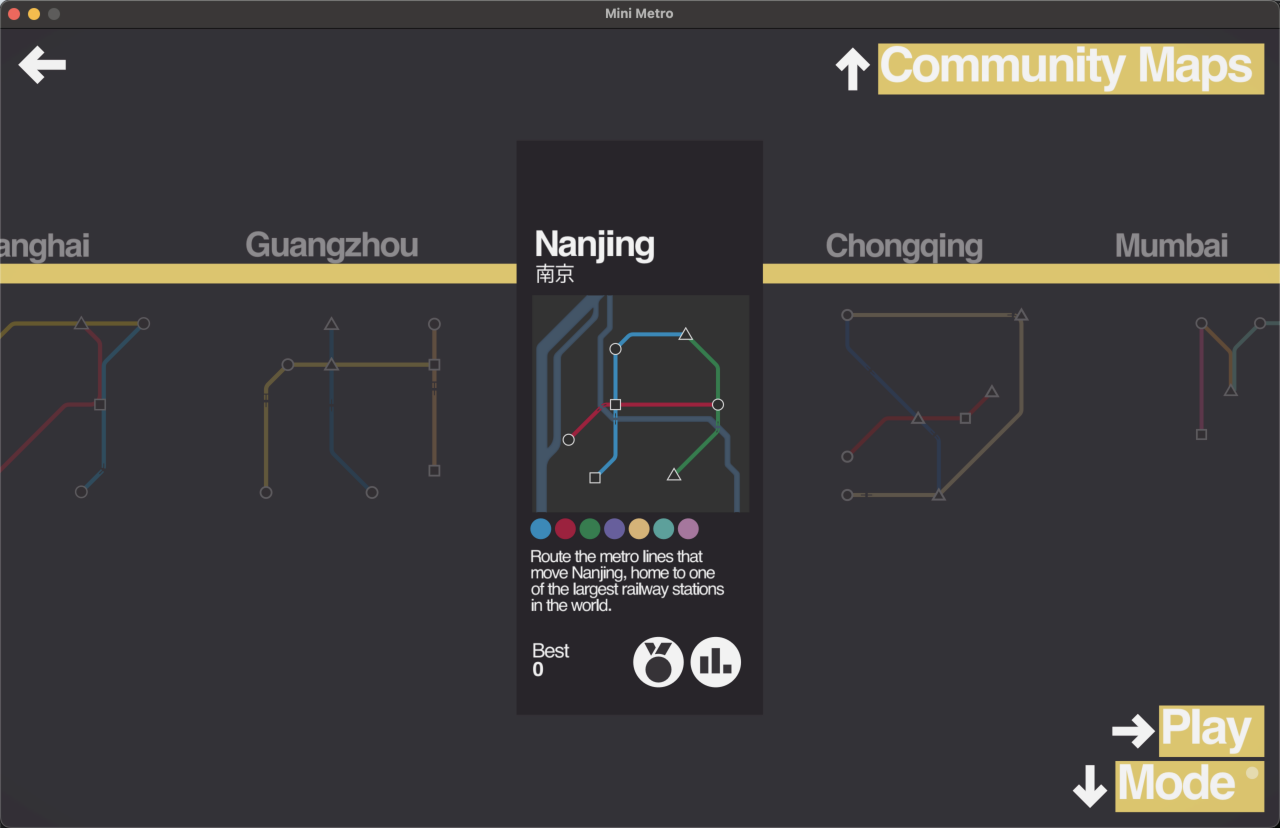 Mini Metro
Community Maps
anghai
Guangzhou
Nanjing
南京
Chongqing
Mumbai
Route the metro lines that
move Nanjing, home to one
of the largest railway stations
in the world.
Best
0
Play
Mode